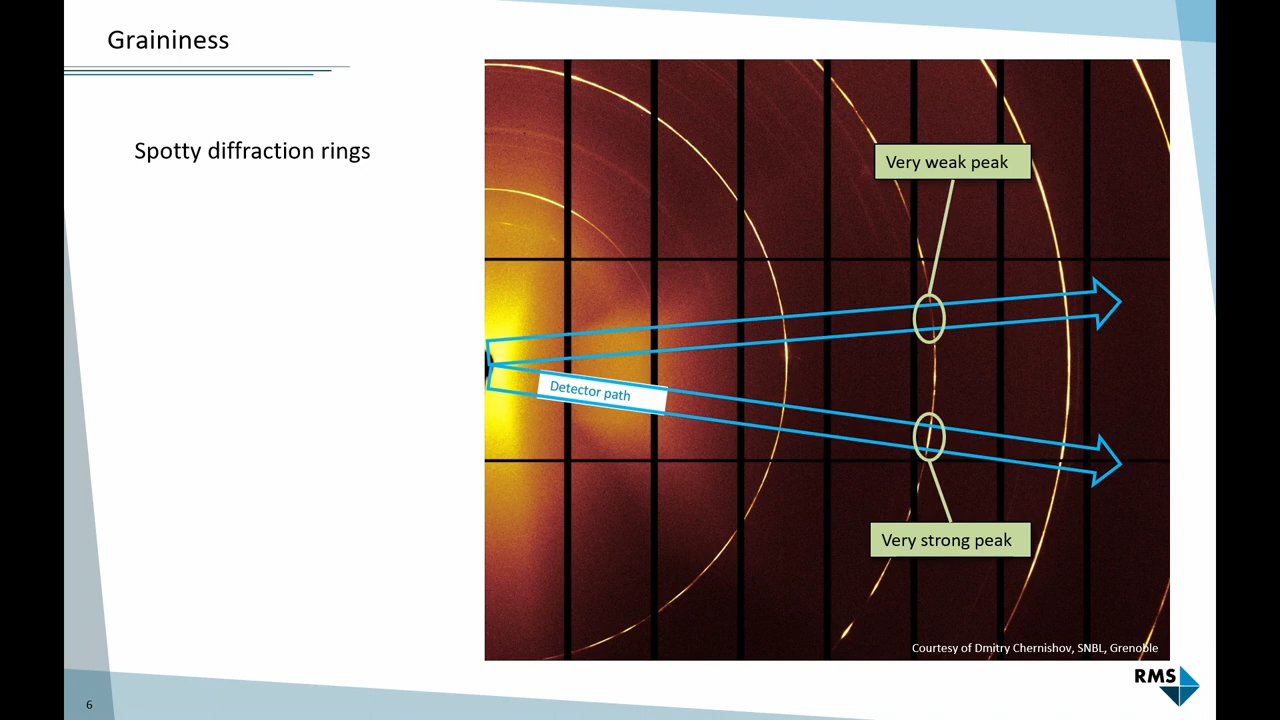 Graininess
Spotty diffraction rings
Very weak peak
Detector path
Very strong peak
Courtesy of Dmitry Chernishov, SNBL, Grenoble
RMS
6